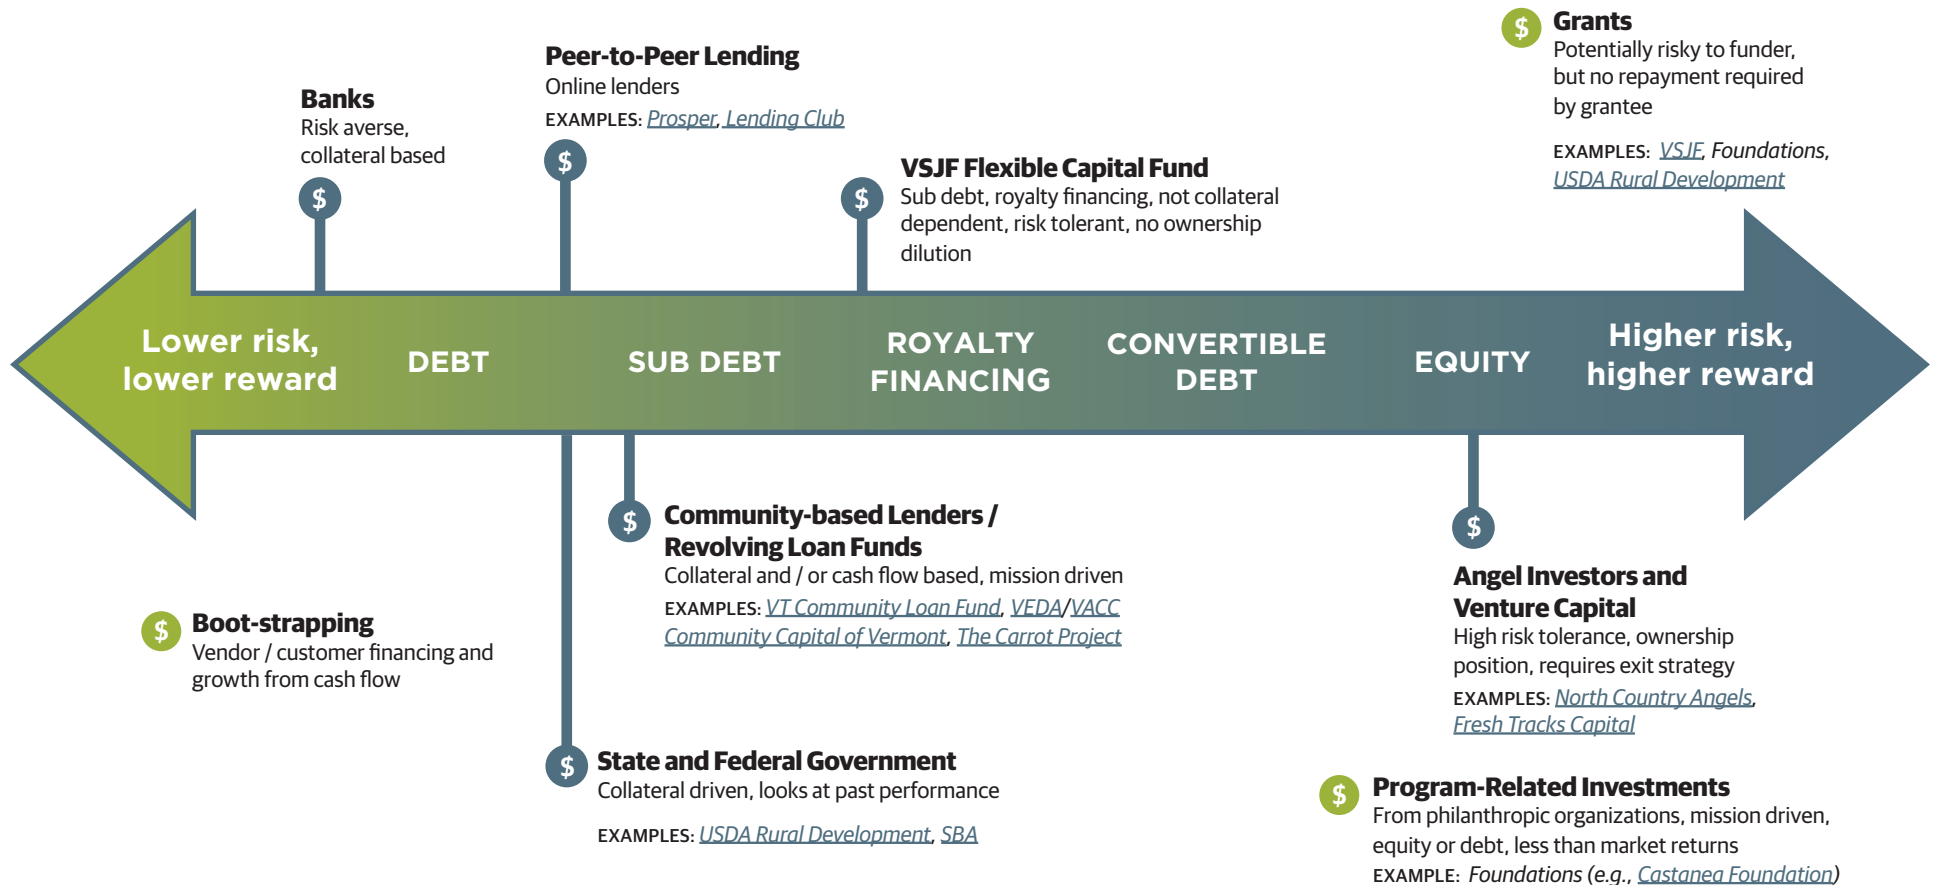 Grants
Potentially risky to funder,
but no repayment required
by grantee
EXAMPLES: VSJF, Foundations,
USDA Rural Development
Peer-to-Peer Lending
Online lenders
EXAMPLES: Prosper, Lending Club
Banks
Risk averse,
collateral based
VSJF Flexible Capital Fund
Sub debt, royalty financing, not collateral
dependent, risk tolerant, no ownership
dilution
$
$
$
$
Lower risk,
lower reward
DEBT
SUB DEBT
ROYALTY
FINANCING
CONVERTIBLE
DEBT
EQUITY
Higher risk,
higher reward
$
Community-based Lenders /
Revolving Loan Funds
Collateral and / or cash flow based, mission driven
EXAMPLES: VT Community Loan Fund, VEDA/VACC
Community Capital of Vermont, The Carrot Project
$
Angel Investors and
Venture Capital
High risk tolerance, ownership
position, requires exit strategy
EXAMPLES: North Country Angels,
Fresh Tracks Capital
$
Boot-strapping
Vendor / customer financing and
growth from cash flow
$
State and Federal Government
Collateral driven, looks at past performance
EXAMPLES: USDA Rural Development, SBA
$
Program-Related Investments
From philanthropic organizations, mission driven,
equity or debt, less than market returns
EXAMPLE: Foundations (e.g., Castanea Foundation)